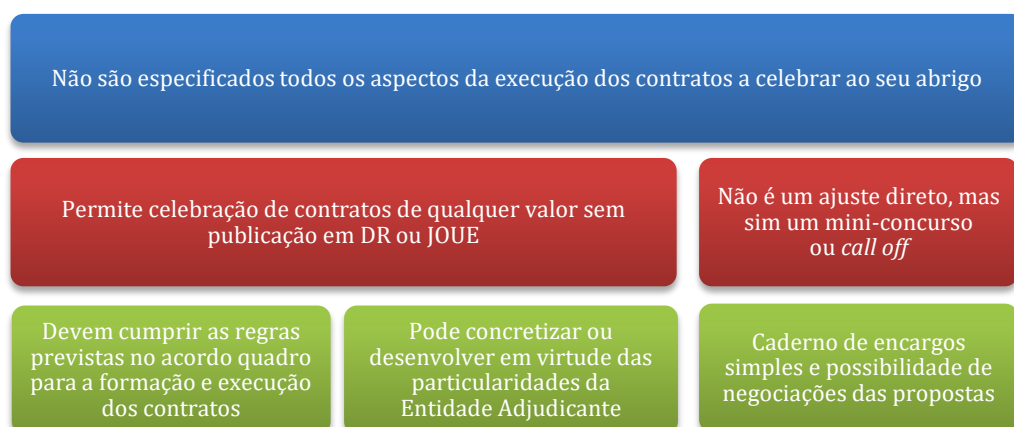 Não são especificados todos os aspectos da execução dos contratos a celebrar ao seu abrigo
Permite celebração de contratos de qualquer valor sem
publicação em DR ou JOUE
Não é um ajuste direto, mas
sim um mini-concurso
ou call off
Devem cumprir as regras
previstas no acordo quadro
para a formação e execução
dos contratos
Pode concretizar ou
desenvolver em virtude das
particularidades da
Entidade Adjudicante
Caderno de encargos
simples e possibilidade de
negociações das propostas